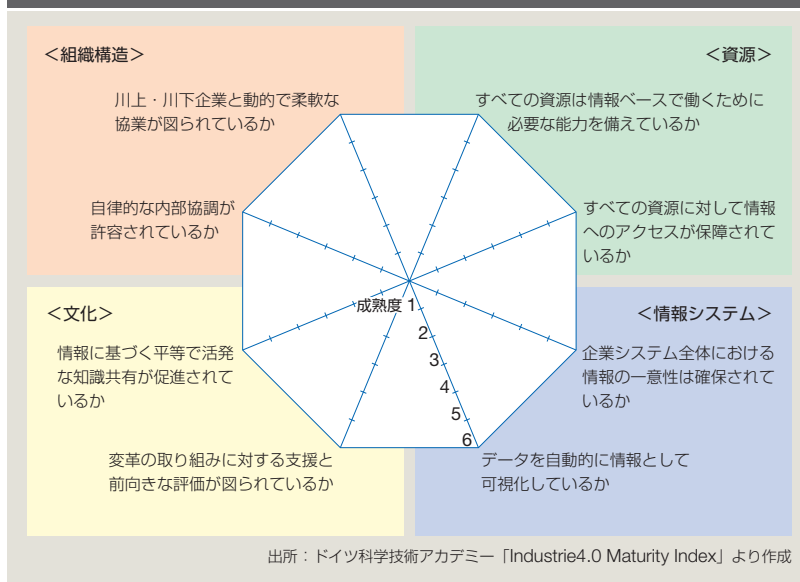 ＜組織構造＞
川上・川下企業と動的で柔軟な
協業が図られているか
自律的な内部協調が
許容されているか
＜資源＞
すべての資源は情報ベースで働くために
必要な能力を備えているか
すべての資源に対して情報
へのアクセスが保障されて
いるか
＜文化＞
情報に基づく平等で活発
な知識共有が促進されて
いるか
変革の取り組みに対する支援と
前向きな評価が図られているか
成熟度 1
2
3
4
5
6
＜情報システム＞
企業システム全体における
情報の一意性は確保されて
いるか
データを自動的に情報として
可視化しているか
出所：ドイツ科学技術アカデミー「Industrie4.0 Maturity Index」より作成